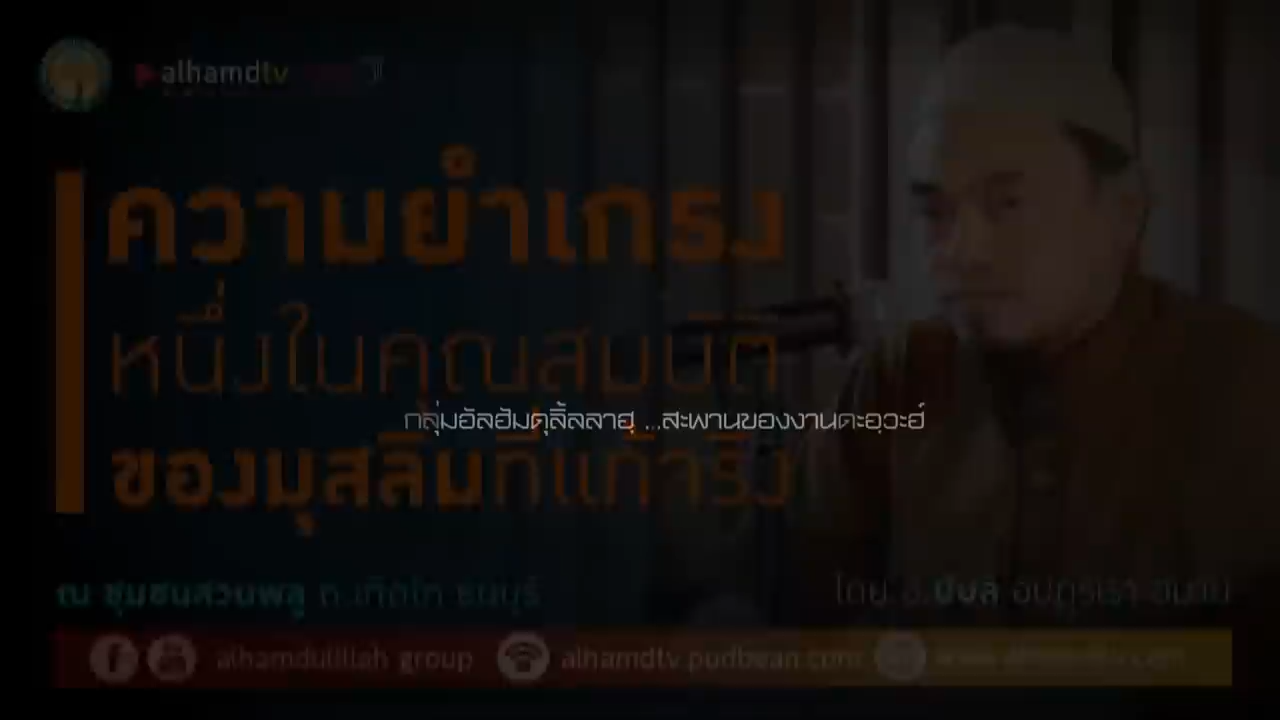 alhamdtv
ความยำเกรง
หนึ่งในคุณสมบัติ
กลุ่มอัลฮัมดุลิ้ลลาฮฺ ...สะพานของงานดะอฺวะฮ์
ของมุสลิมที่แท้จริง
ณ ชุมชนสวนพลู
โดย อ.
alhamdulillah group
alhamdtv.podbean.com